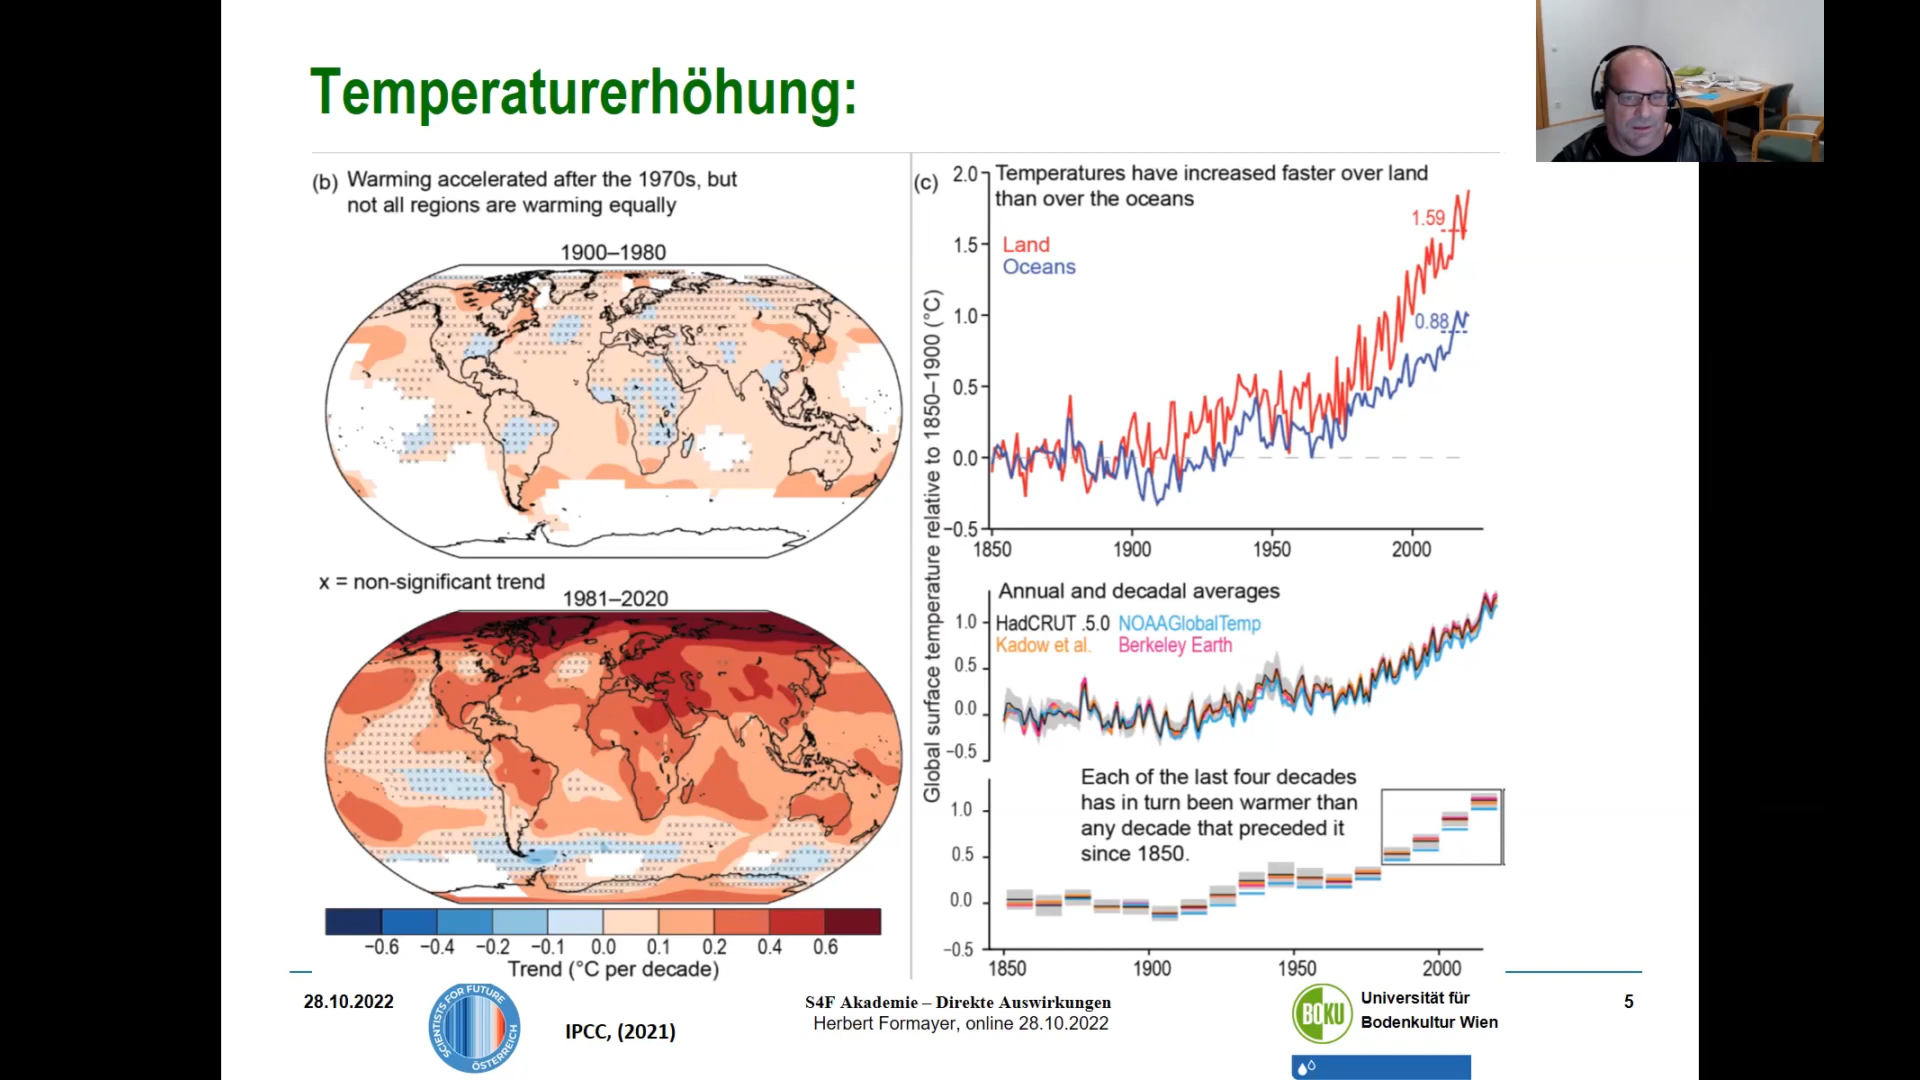 Temperaturerhöhung:
(b) Warming accelerated after the 1970s, but
not all regions are warming equally
1900–1980
x = non-significant trend
1981–2020
−0.6 −0.4 −0.2 −0.1 0.0 0.1 0.2 0.4 0.6
Trend (°C per decade)
(c)
Global surface temperature relative to 1850–1900 (°C)
Temperatures have increased faster over land
than over the oceans
Land
Oceans
1.59
0.88
2.0
1.5
1.0
0.5
0.0
−0.5
1850 1900 1950 2000
Annual and decadal averages
HadCRUT .5.0 NOAAGlobalTemp
Kadow et al. Berkeley Earth
1.0
0.5
0.0
−0.5
Each of the last four decades
has in turn been warmer than
any decade that preceded it
since 1850.
1.0
0.5
0.0
−0.5
1850 1900 1950 2000
28.10.2022
SCIENTISTS FOR FUTURE
ÖSTERREICH
IPCC, (2021)
S4F Akademie – Direkte Auswirkungen
Herbert Formayer, online 28.10.2022
BOKU
Universität für
Bodenkultur Wien
5